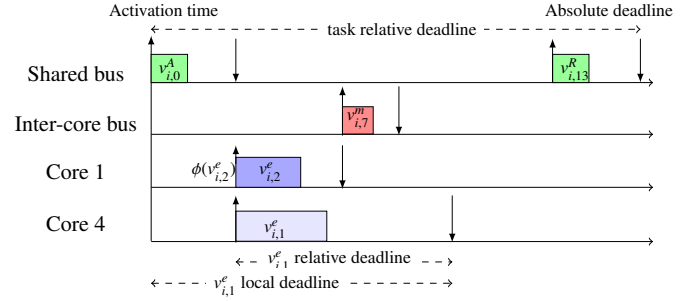 Activation time
Absolute deadline
task relative deadline
Shared bus
v^A_{i,0}
v^R_{i,13}
Inter-core bus
v^m_{i,7}
Core 1
ϕ(v^e_{i,2})
v^e_{i,2}
Core 4
v^e_{i,1}
v^e_{i,1} relative deadline
v^e_{i,1} local deadline